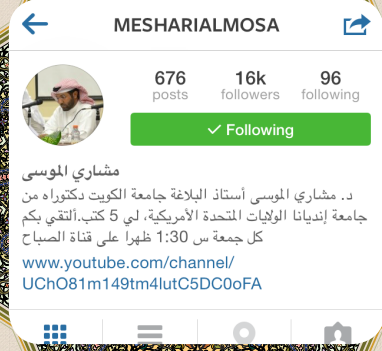 MESHARIALMOSA
676 16k 96
posts followers following
✓ Following
مشاري الموسى
د. مشاري الموسى أستاذ البلاغة جامعة الكويت دكتوراه من
جامعة إنديانا الولايات المتحدة الأمريكية، لي 5 كتب.ألتقي بكم
كل جمعة س 1:30 ظهرا على قناة الصباح
www.youtube.com/channel/
UChO81m149tm4lutC5DC0oFA